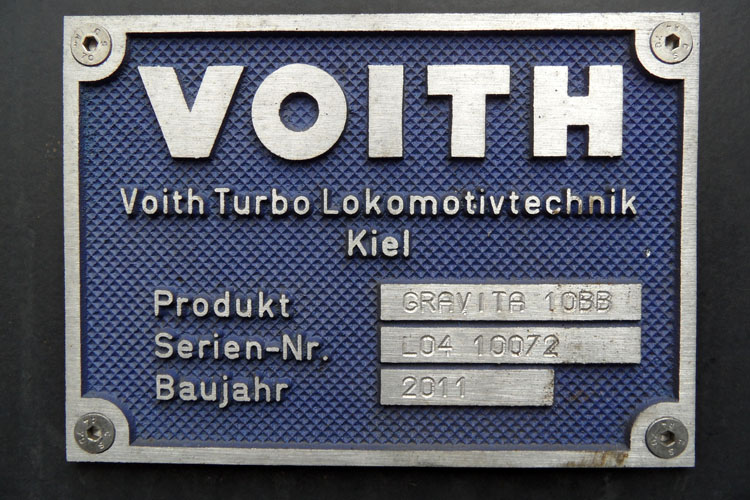 VOITH
Voith Turbo Lokomotivtechnik
Kiel
Produkt GRAVITA 10BB
Serien-Nr. L04 10072
Baujahr 2011